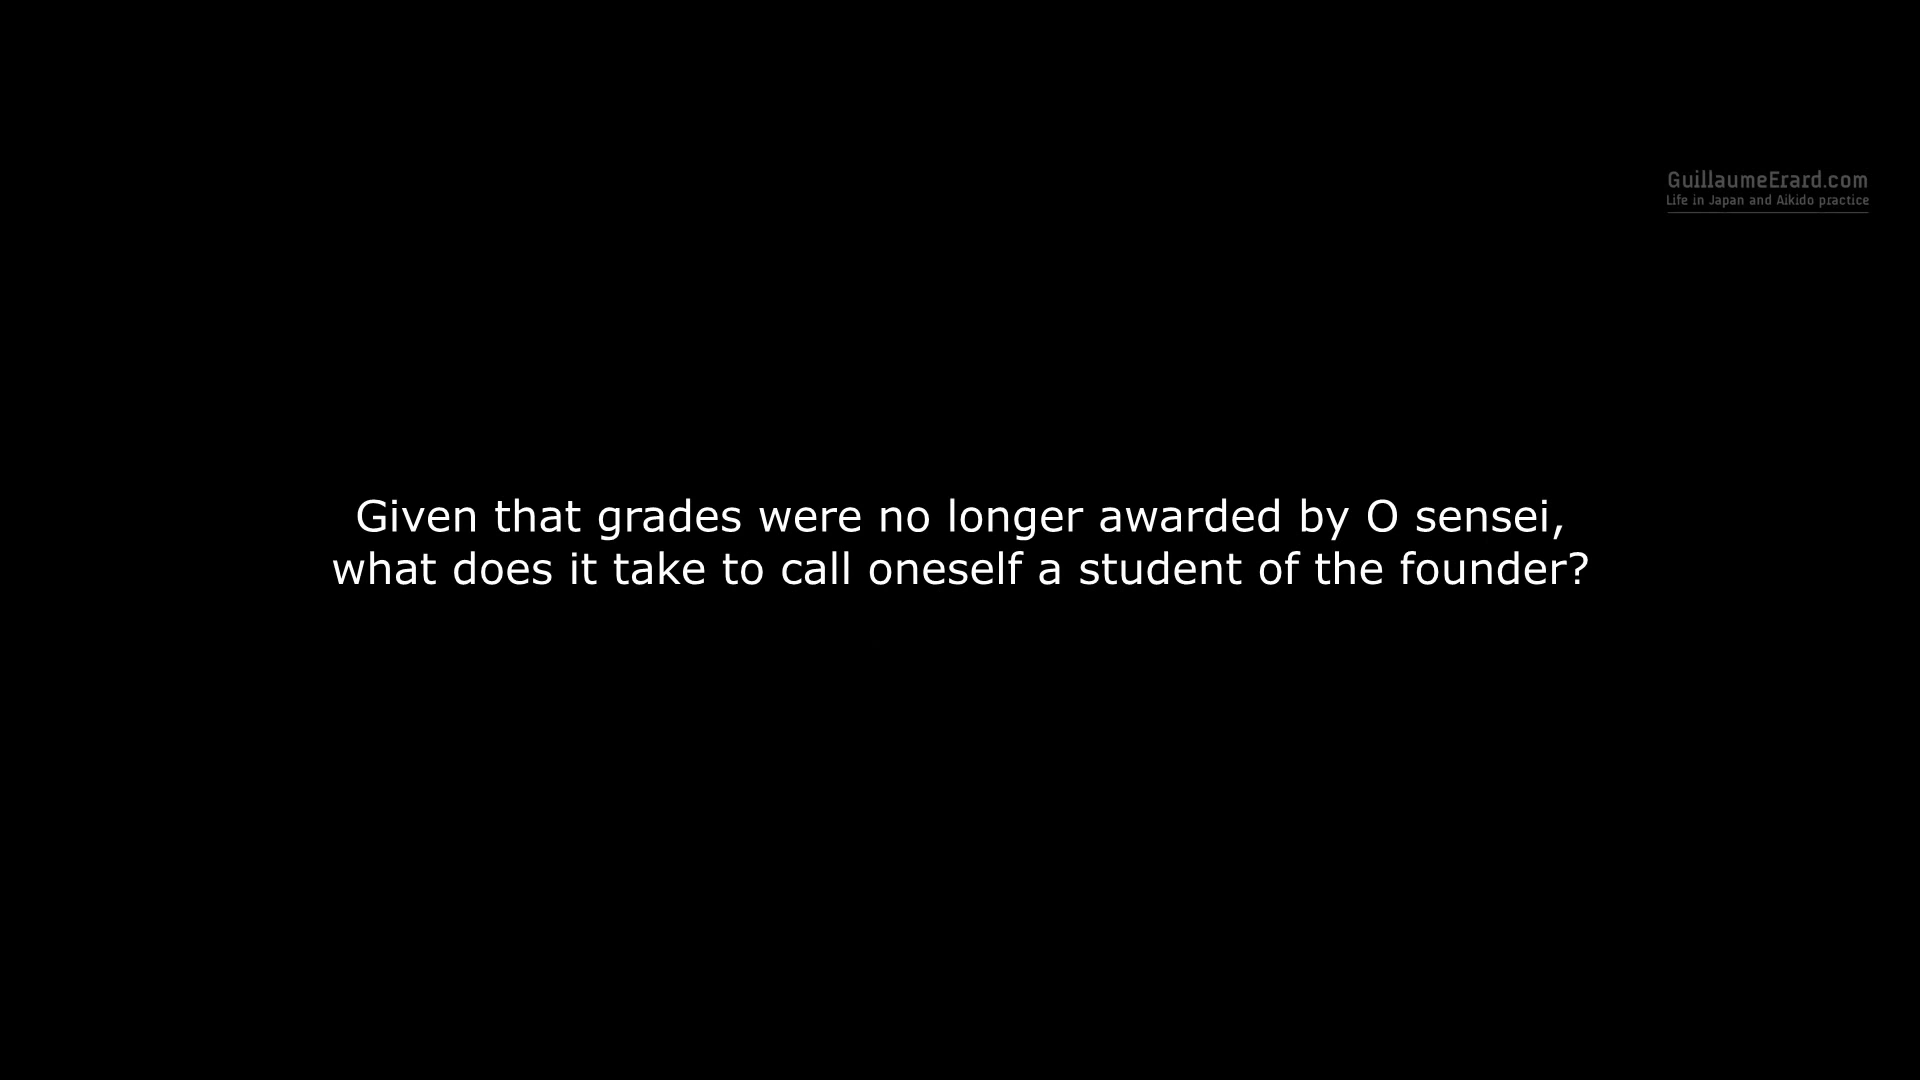 GuillaumeErard.com
Life in Japan and Aikido practice
Given that grades were no longer awarded by O sensei,
what does it take to call oneself a student of the founder?